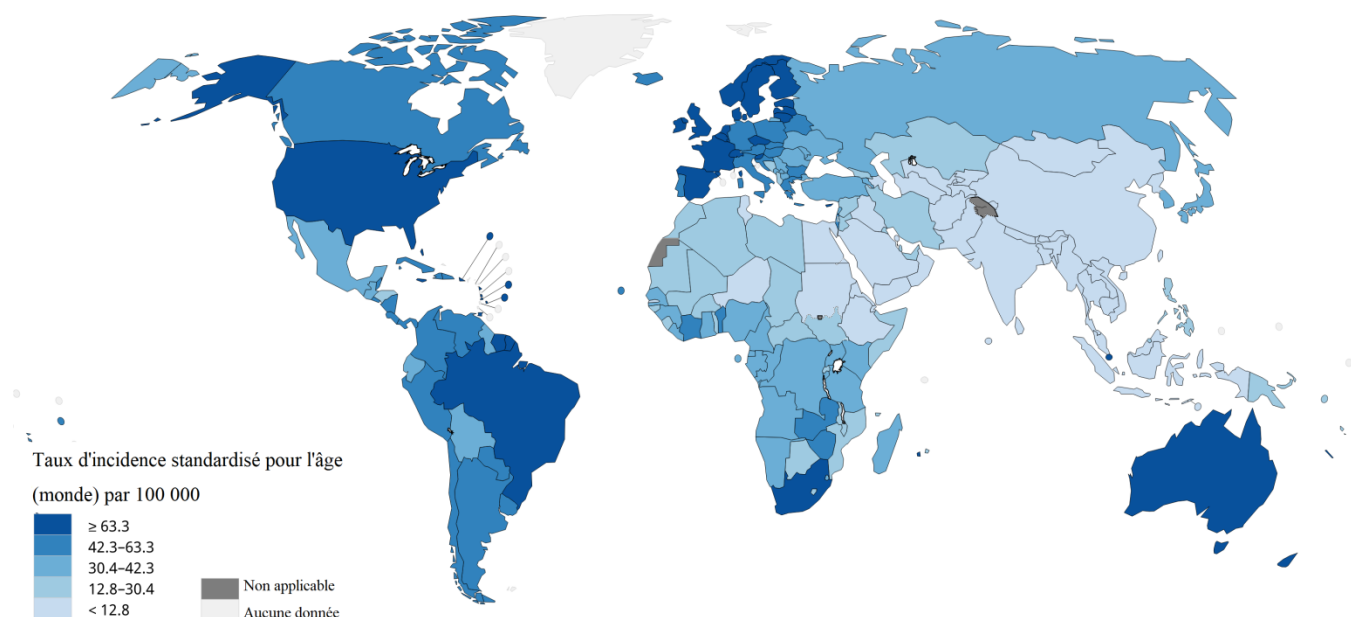 Taux d'incidence standardisé pour l'âge
(monde) par 100 000
≥ 63.3
42.3–63.3
30.4–42.3
12.8–30.4
< 12.8
Non applicable
Aucune donnée